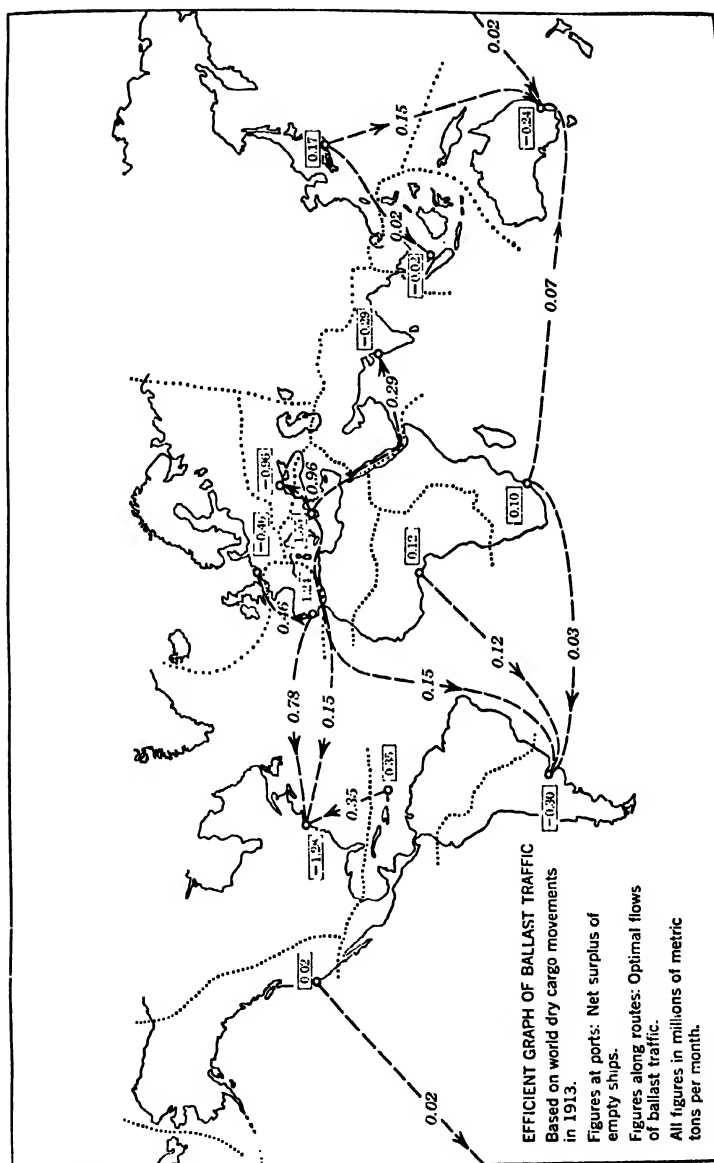 EFFICIENT GRAPH OF BALLAST TRAFFIC
Based on world dry cargo movements
in 1913.
Figures at ports: Net surplus of
empty ships.
Figures along routes: Optimal flows
of ballast traffic.
All figures in millions of metric
tons per month.
0.02
0.02
−1.28
0.35
0.35
0.78
0.15
0.46
−0.46
−0.96
0.96
0.15
0.12
0.12
−0.30
0.03
0.10
0.07
0.29
−0.29
−0.02
0.02
0.17
0.15
−0.24
0.02